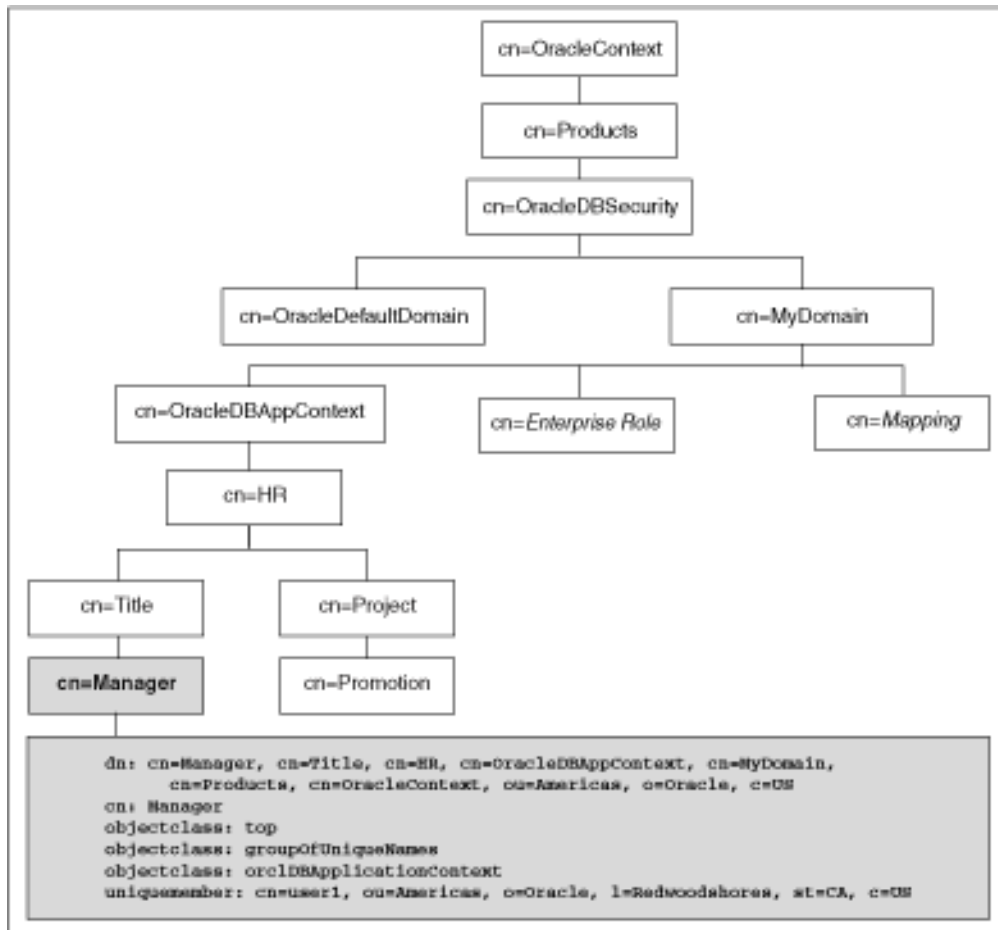 cn=OracleContext
cn=Products
cn=OracleDBSecurity
cn=OracleDefaultDomain
cn=MyDomain
cn=OracleDBAppContext
cn=Enterprise Role
cn=Mapping
cn=HR
cn=Title
cn=Project
cn=Manager
cn=Promotion
dn: cn=Manager, cn=Title, cn=HR, cn=OracleDBAppContext, cn=MyDomain,
cn=Products, cn=OracleContext, ou=Americas, o=Oracle, c=US
cn: Manager
objectclass: top
objectclass: groupOfUniqueNames
objectclass: orclDBApplicationContext
uniquemember: cn=user1, ou=Americas, o=Oracle, l=Redwoodshores, st=CA, c=US